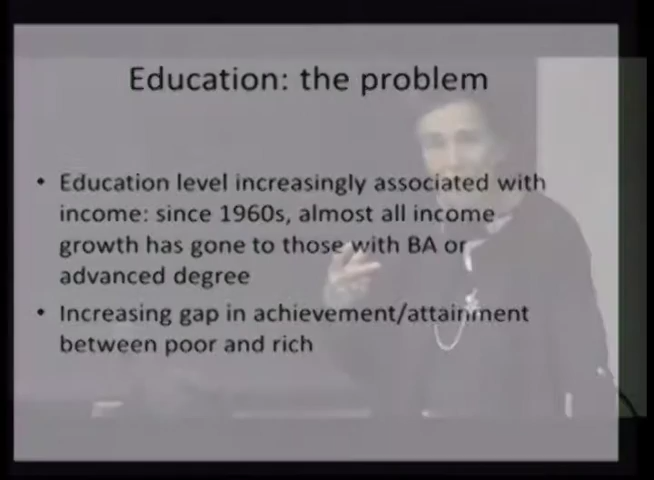 Education: the problem
• Education level increasingly associated with
income: since 1960s, almost all income
growth has gone to those with BA or
advanced degree
• Increasing gap in achievement/attainment
between poor and rich